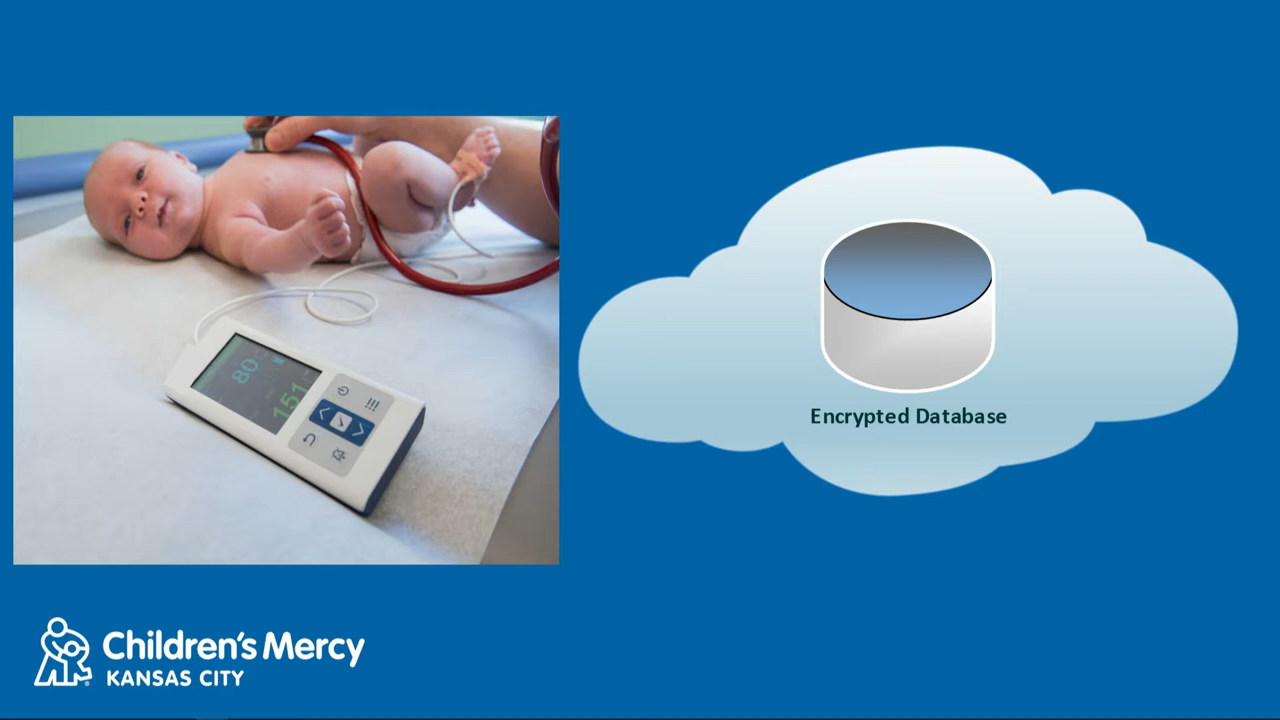 80
151
Encrypted Database
Children's Mercy
KANSAS CITY